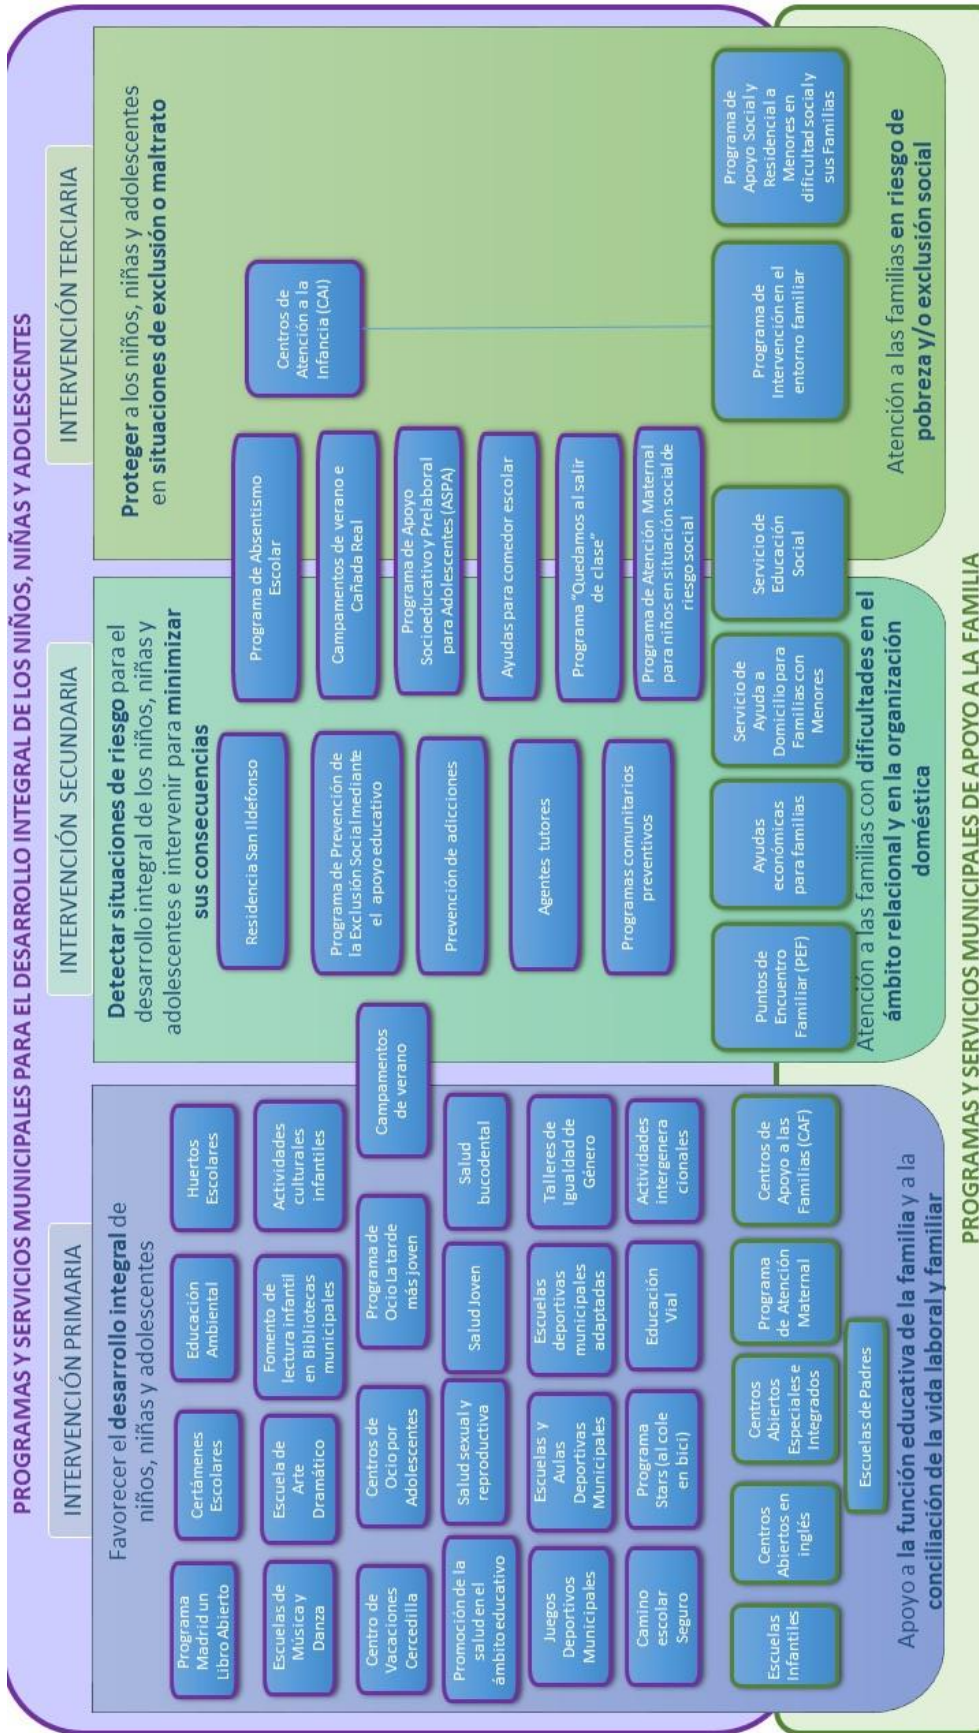 PROGRAMAS Y SERVICIOS MUNICIPALES PARA EL DESARROLLO INTEGRAL DE LOS NIÑOS, NIÑAS Y ADOLESCENTES
INTERVENCIÓN PRIMARIA
Favorecer el desarrollo integral de
niños, niñas y adolescentes
Programa
Madrid un
Libro Abierto
Certámenes
Escolares
Educación
Ambiental
Huertos
Escolares
Escuelas de
Música y
Danza
Escuela de
Arte
Dramático
Fomento de
lectura infantil
en Bibliotecas
municipales
Actividades
culturales
infantiles
Centro de
Vacaciones
Cercedilla
Centros de
Ocio por
Adolescentes
Programa de
Ocio La tarde
más joven
Campamentos
de verano
Promoción de la
salud en el
ámbito educativo
Salud sexual y
reproductiva
Salud Joven
Salud
bucodental
Juegos
Deportivos
Municipales
Escuelas y
Aulas
Deportivas
Municipales
Escuelas
deportivas
municipales
adaptadas
Talleres de
Igualdad de
Género
Camino
escolar
Seguro
Programa
Stars (al cole
en bici)
Educación
Vial
Actividades
intergenera
cionales
Escuelas
Infantiles
Centros
Abiertos en
inglés
Centros
Abiertos
Especiales e
Integrados
Programa
de Atención
Maternal
Centros de
Apoyo a las
Familias (CAF)
Escuelas de Padres
Apoyo a la función educativa de la familia y a la
conciliación de la vida laboral y familiar
INTERVENCIÓN SECUNDARIA
Detectar situaciones de riesgo para el
desarrollo integral de los niños, niñas y
adolescentes e intervenir para minimizar
sus consecuencias
Residencia San Ildefonso
Programa de Prevención de
la Exclusión Social mediante
el apoyo educativo
Prevención de adicciones
Agentes tutores
Programas comunitarios
preventivos
Programa de Absentismo
Escolar
Campamentos de verano e
Cañada Real
Programa de Apoyo
Socioeducativo y Prelaboral
para Adolescentes (ASPA)
Ayudas para comedor escolar
Programa "Quedamos al salir
de clase"
Programa de Atención Maternal
para niños en situación social de
riesgo social
Puntos de
Encuentro
Familiar (PEF)
Ayudas
económicas
para familias
Servicio de
Ayuda a
Domicilio para
Familias con
Menores
Servicio de
Educación
Social
Atención a las familias con dificultades en el
ámbito relacional y en la organización
doméstica
INTERVENCIÓN TERCIARIA
Proteger a los niños, niñas y adolescentes
en situaciones de exclusión o maltrato
Centros de
Atención a la
Infancia (CAI)
Programa de
Intervención en el
entorno familiar
Programa de
Apoyo Social y
Residencial a
Menores en
dificultad social y
sus Familias
Atención a las familias en riesgo de
pobreza y/o exclusión social
PROGRAMAS Y SERVICIOS MUNICIPALES DE APOYO A LA FAMILIA